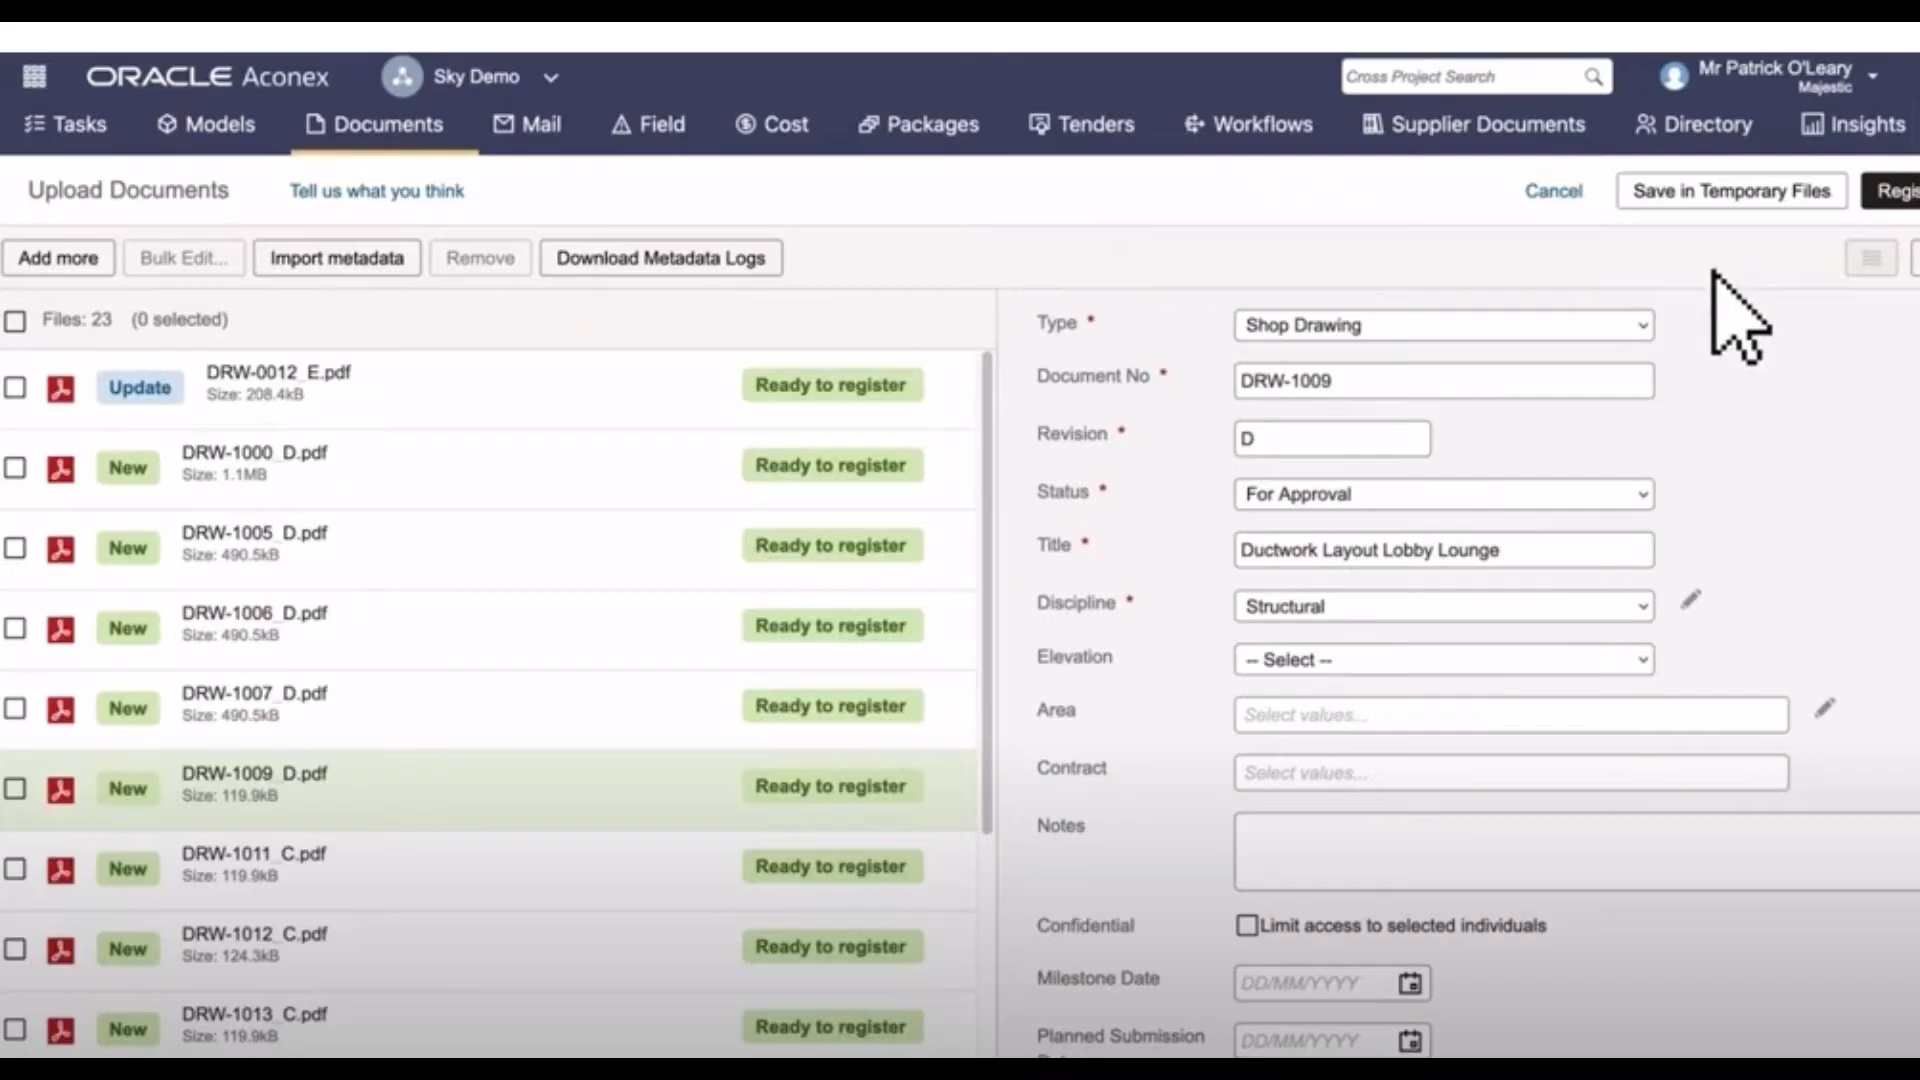 ORACLE Aconex
Sky Demo
Cross Project Search
Mr Patrick O'Leary
Majestic
Tasks
Models
Documents
Mail
Field
Cost
Packages
Tenders
Workflows
Supplier Documents
Directory
Insights
Upload Documents
Tell us what you think
Cancel
Save in Temporary Files
Regis
Add more
Bulk Edit...
Import metadata
Remove
Download Metadata Logs
Files: 23 (0 selected)
Update
DRW-0012_E.pdf
Size: 208.4kB
Ready to register
New
DRW-1000_D.pdf
Size: 1.1MB
Ready to register
New
DRW-1005_D.pdf
Size: 490.5kB
Ready to register
New
DRW-1006_D.pdf
Size: 490.5kB
Ready to register
New
DRW-1007_D.pdf
Size: 490.5kB
Ready to register
New
DRW-1009_D.pdf
Size: 119.9kB
Ready to register
New
DRW-1011_C.pdf
Size: 119.9kB
Ready to register
New
DRW-1012_C.pdf
Size: 124.3kB
Ready to register
New
DRW-1013_C.pdf
Size: 119.9kB
Ready to register
Type *
Shop Drawing
Document No *
DRW-1009
Revision *
D
Status *
For Approval
Title *
Ductwork Layout Lobby Lounge
Discipline *
Structural
Elevation
-- Select --
Area
Select values...
Contract
Select values...
Notes
Confidential
Limit access to selected individuals
Milestone Date
DD/MM/YYYY
Planned Submission
DD/MM/YYYY